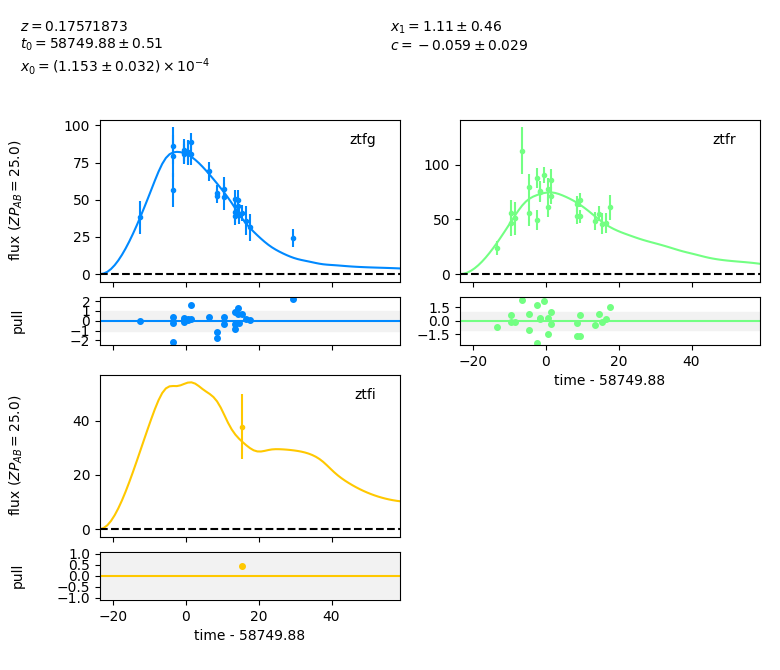 z = 0.17571873
t0 = 58749.88 ± 0.51
x0 = (1.153 ± 0.032) × 10^−4
x1 = 1.11 ± 0.46
c = −0.059 ± 0.029
flux (ZP_AB = 25.0)
100
75
50
25
0
ztfg
100
50
0
ztfr
pull
2
1
0
−1
−2
1.5
0.0
−1.5
−20
0
20
40
time - 58749.88
flux (ZP_AB = 25.0)
40
20
0
ztfi
pull
1.0
0.5
0.0
−0.5
−1.0
−20
0
20
40
time - 58749.88